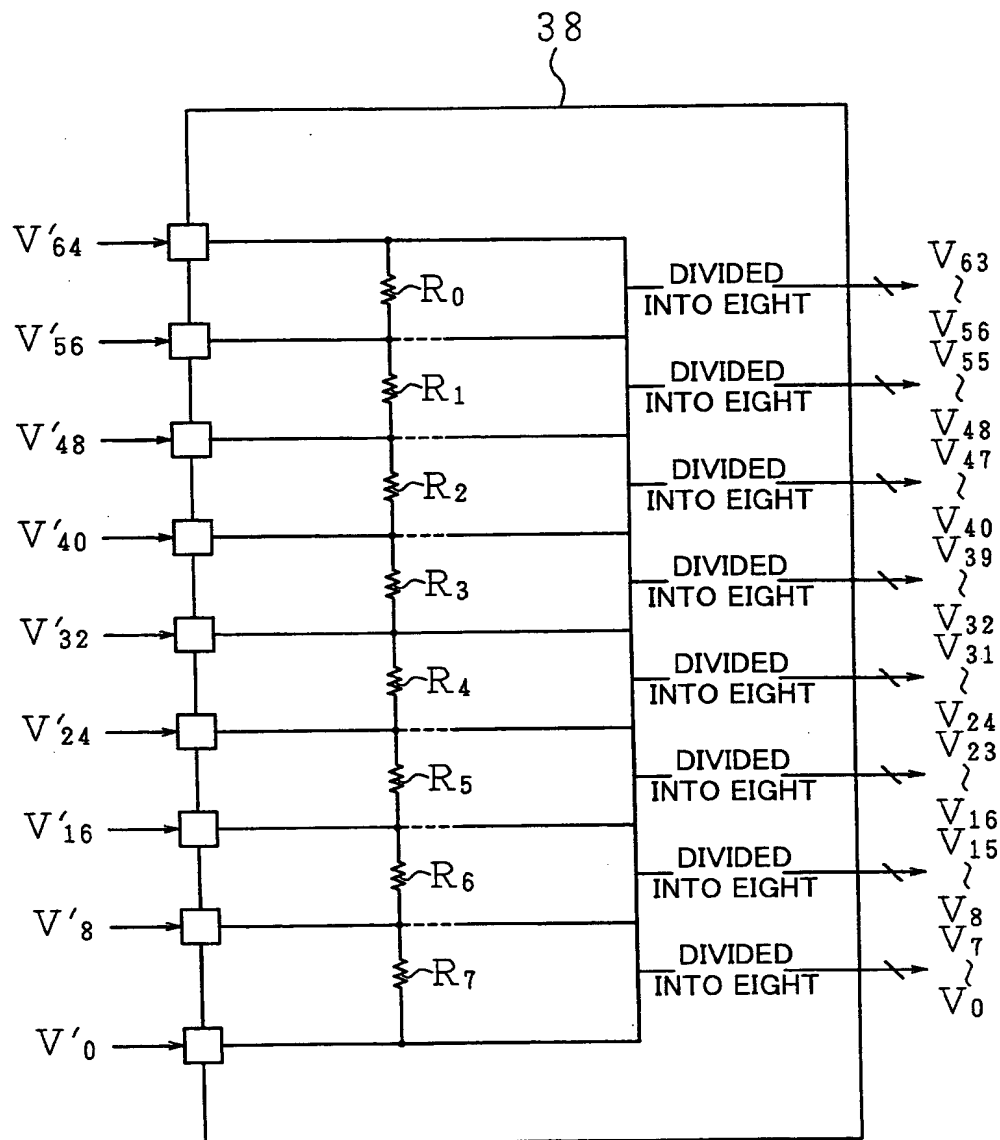 38
V'64
V'56
V'48
V'40
V'32
V'24
V'16
V'8
V'0
R0
R1
R2
R3
R4
R5
R6
R7
DIVIDED
INTO EIGHT
DIVIDED
INTO EIGHT
DIVIDED
INTO EIGHT
DIVIDED
INTO EIGHT
DIVIDED
INTO EIGHT
DIVIDED
INTO EIGHT
DIVIDED
INTO EIGHT
DIVIDED
INTO EIGHT
V63
~
V56
V55
~
V48
V47
~
V40
V39
~
V32
V31
~
V24
V23
~
V16
V15
~
V8
V7
~
V0